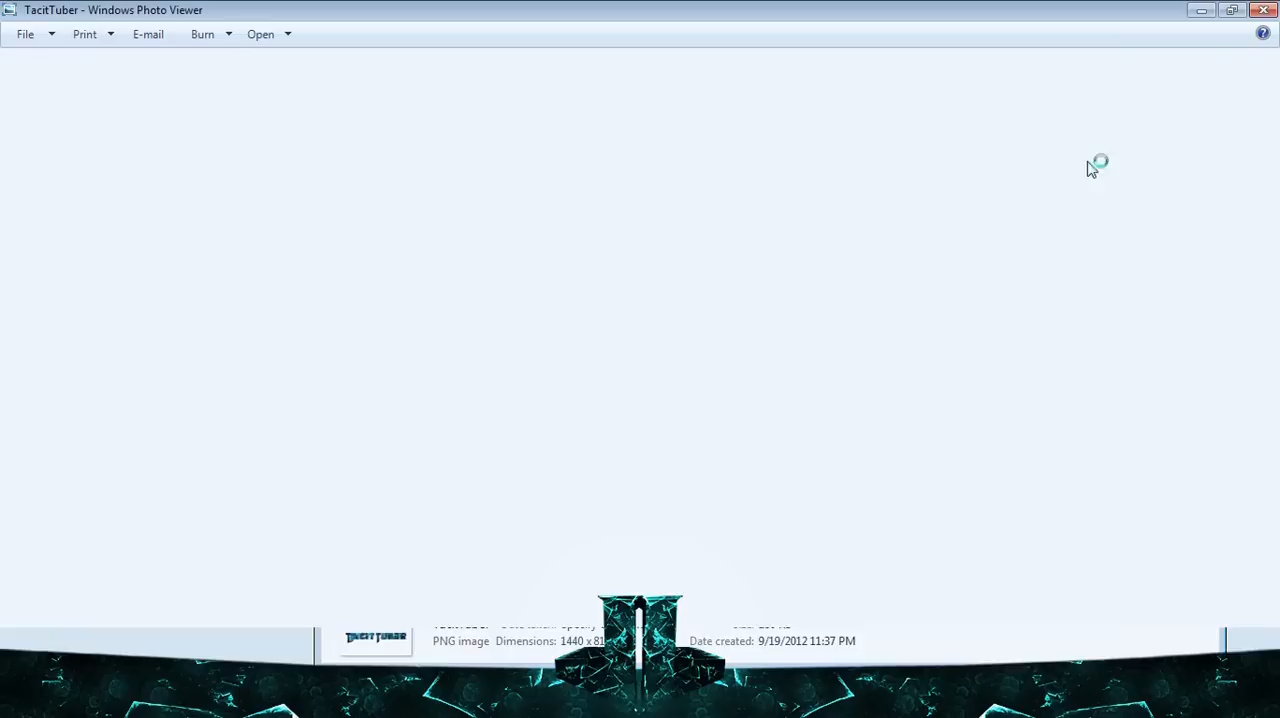 TacitTuber - Windows Photo Viewer
File Print E-mail Burn Open
TACITTUBER
PNG image Dimensions: 1440 x 81 Date created: 9/19/2012 11:37 PM